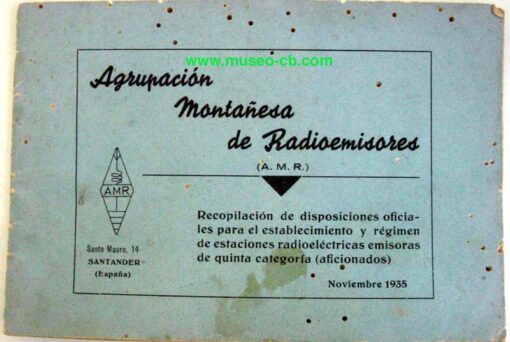 www.museo-cb.com
Agrupación
Montañesa
de Radioemisores
(A. M. R.)
AMR
Recopilación de disposiciones oficia-
les para el establecimiento y régimen
de estaciones radioeléctricas emisoras
de quinta categoría (aficionados)
Santo Mauro, 14
SANTANDER
(España)
Noviembre 1935